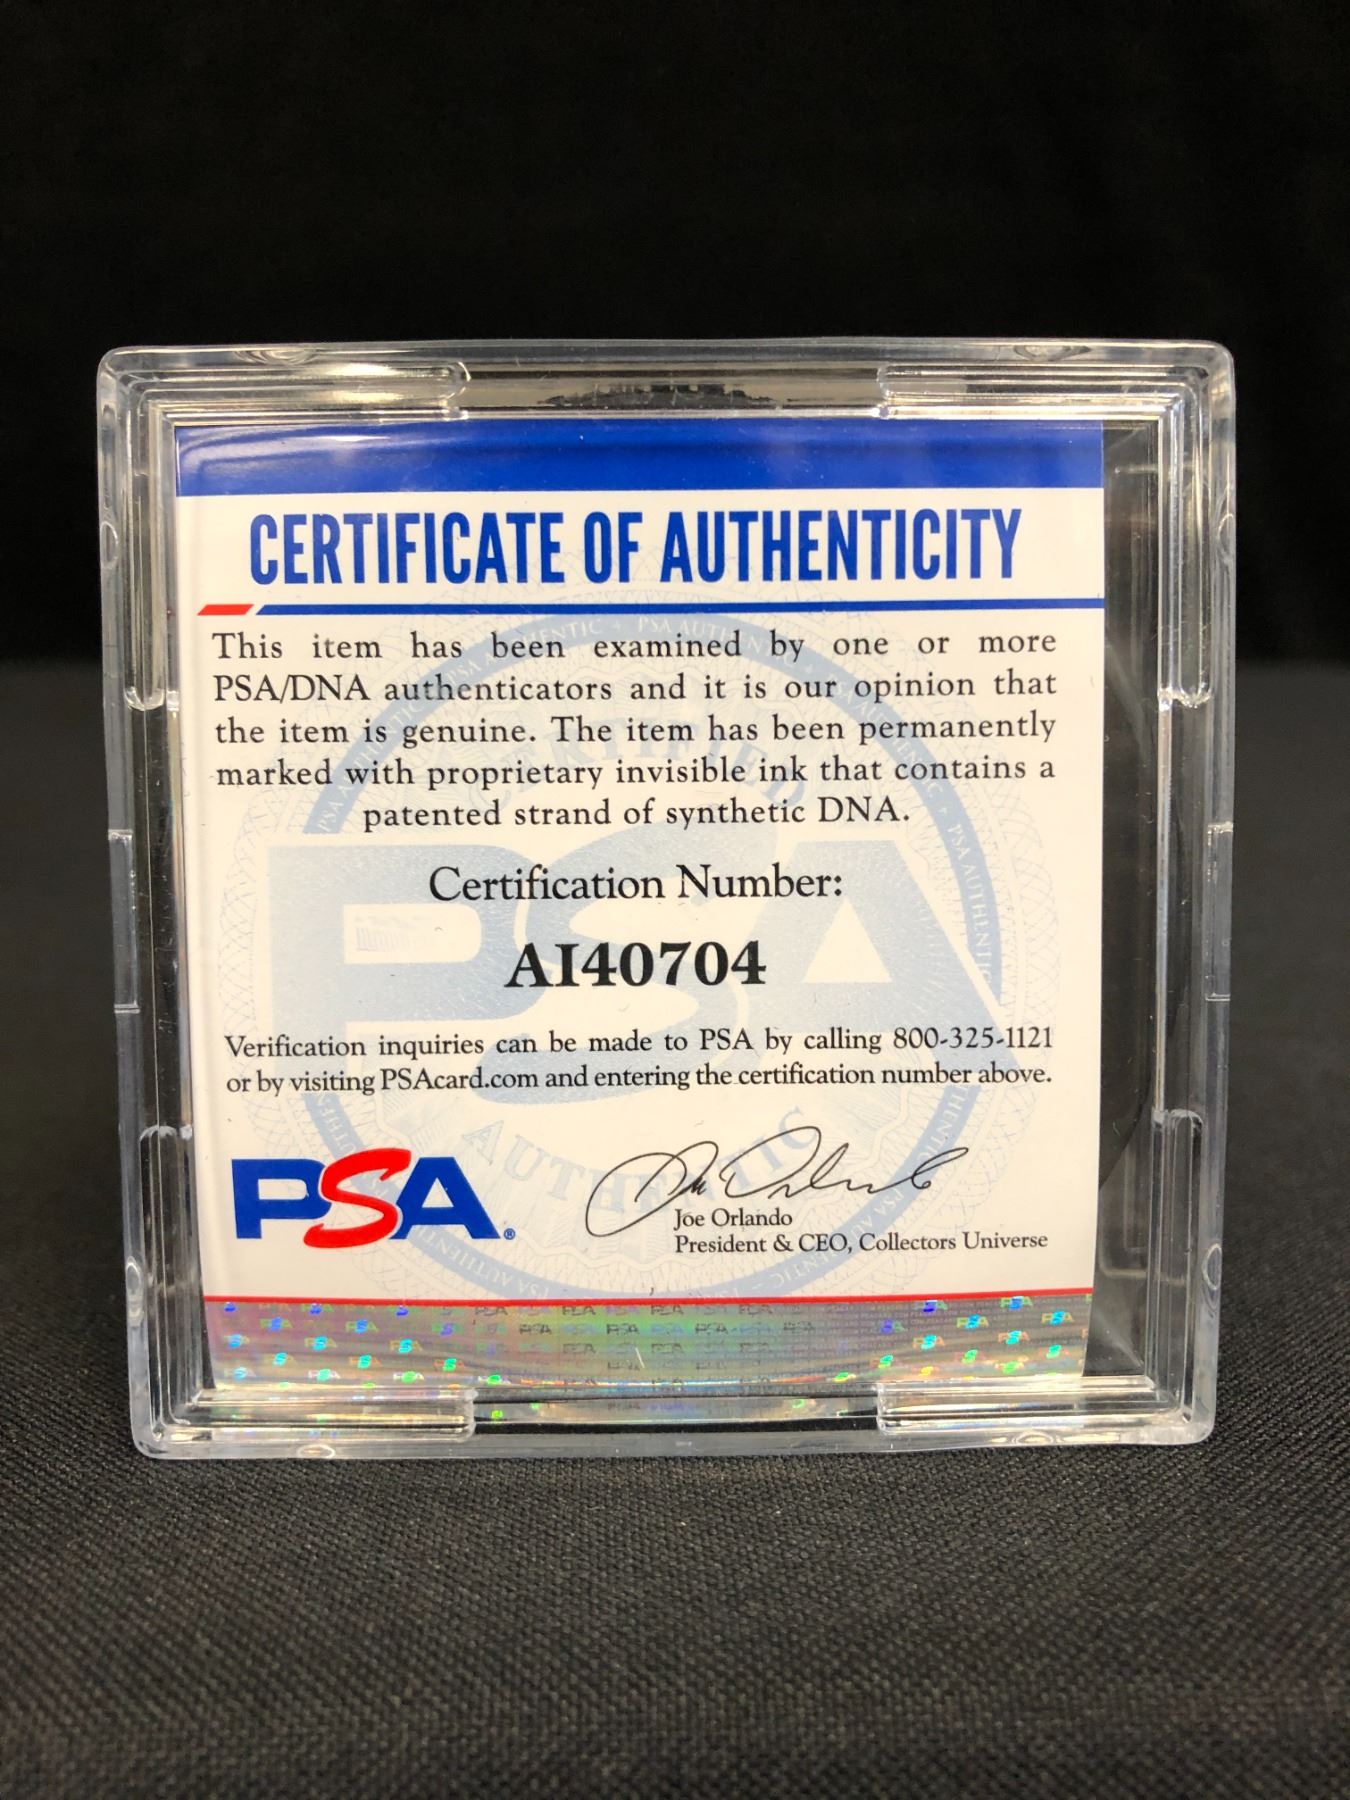 CERTIFICATE OF AUTHENTICITY
This item has been examined by one or more
PSA/DNA authenticators and it is our opinion that
the item is genuine. The item has been permanently
marked with proprietary invisible ink that contains a
patented strand of synthetic DNA.
Certification Number:
AI40704
Verification inquiries can be made to PSA by calling 800-325-1121
or by visiting PSAcard.com and entering the certification number above.
PSA®
Joe Orlando
President & CEO, Collectors Universe